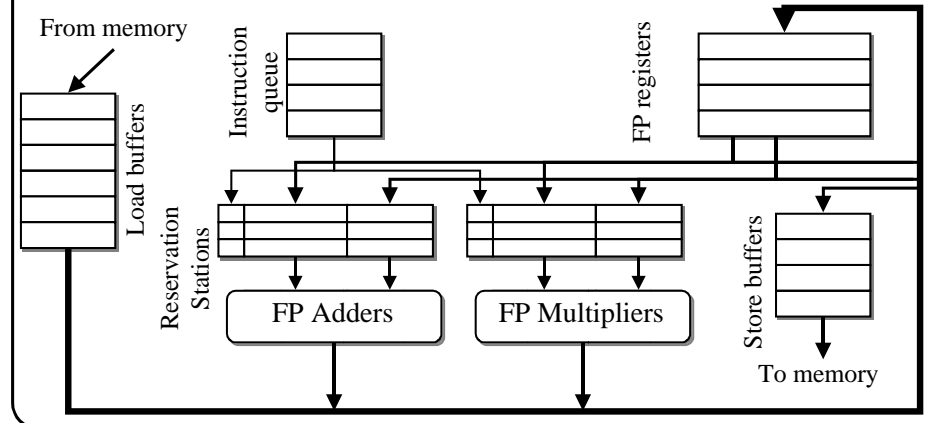 From memory
Load buffers
Instruction
queue
FP registers
Reservation
Stations
FP Adders
FP Multipliers
Store buffers
To memory